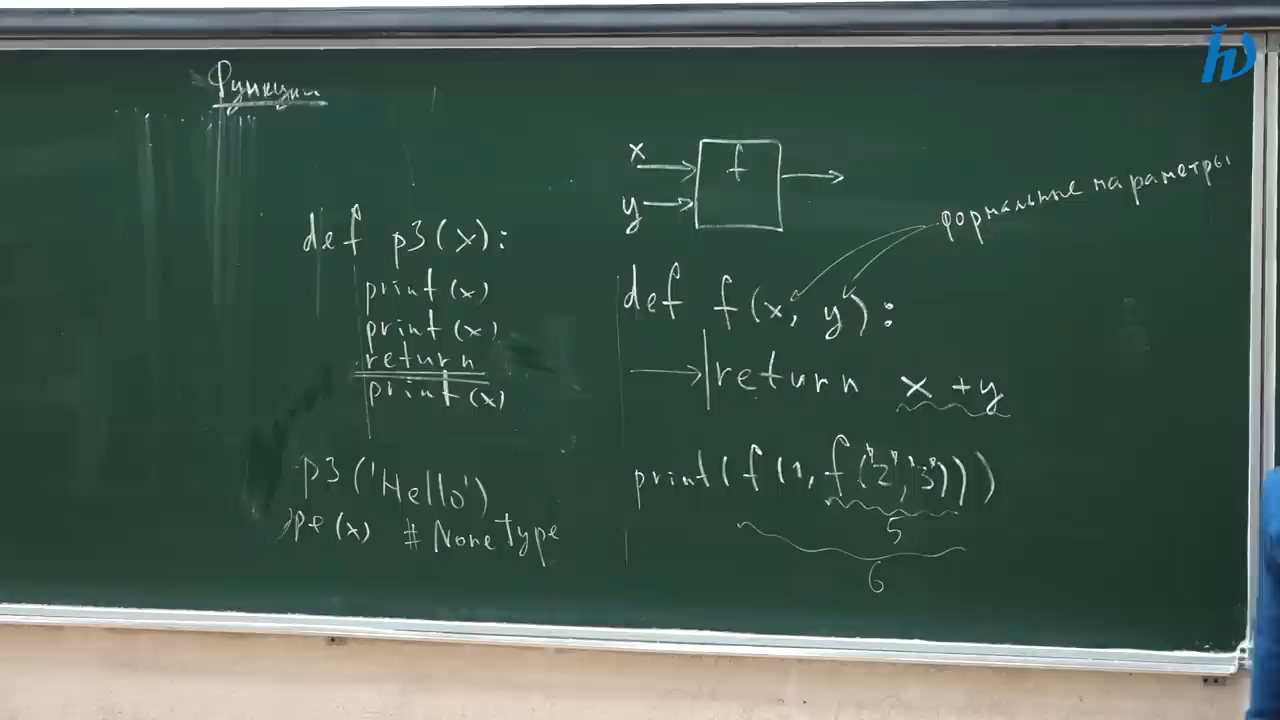 Функции
def p3(x):
print(x)
print(x)
return
print(x)
p3('Hello')
pe(x) # NoneType
x
y
f
формальные параметры
def f(x, y):
return x+y
print(f(1, f('2', '3')))
5
6